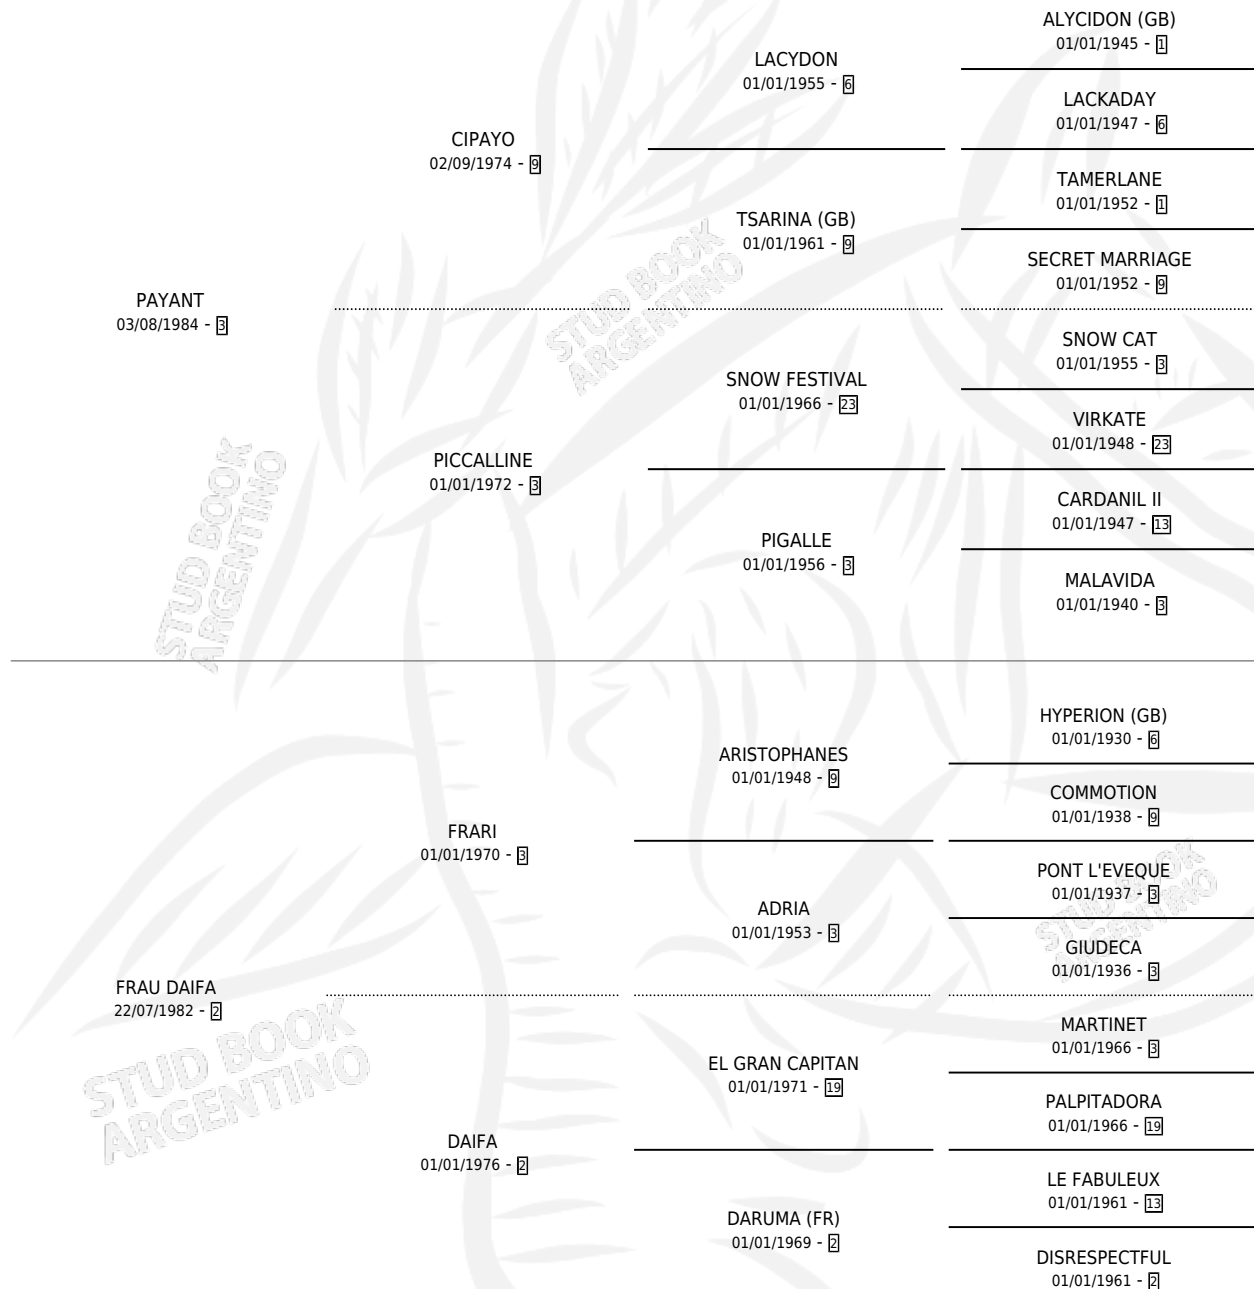 ALYCIDON (GB)
01/01/1945 - 1
LACYDON
01/01/1955 - 6
LACKADAY
01/01/1947 - 6
CIPAYO
02/09/1974 - 9
TAMERLANE
01/01/1952 - 1
TSARINA (GB)
01/01/1961 - 9
SECRET MARRIAGE
01/01/1952 - 9
PAYANT
03/08/1984 - 3
STUD BOOK
ARGENTINO
SNOW CAT
01/01/1955 - 3
SNOW FESTIVAL
01/01/1966 - 23
VIRKATE
01/01/1948 - 23
PICCALLINE
01/01/1972 - 3
CARDANIL II
01/01/1947 - 13
PIGALLE
01/01/1956 - 3
MALAVIDA
01/01/1940 - 3
STUD BOOK
ARGENTINO
HYPERION (GB)
01/01/1930 - 6
ARISTOPHANES
01/01/1948 - 9
COMMOTION
01/01/1938 - 9
FRARI
01/01/1970 - 3
PONT L'EVEQUE
01/01/1937 - 3
ADRIA
01/01/1953 - 3
GIUDECA
01/01/1936 - 3
STUD BOOK
ARGENTINO
FRAU DAIFA
22/07/1982 - 2
MARTINET
01/01/1966 - 3
EL GRAN CAPITAN
01/01/1971 - 19
PALPITADORA
01/01/1966 - 19
STUD BOOK
ARGENTINO
DAIFA
01/01/1976 - 2
LE FABULEUX
01/01/1961 - 13
DARUMA (FR)
01/01/1969 - 2
DISRESPECTFUL
01/01/1961 - 2